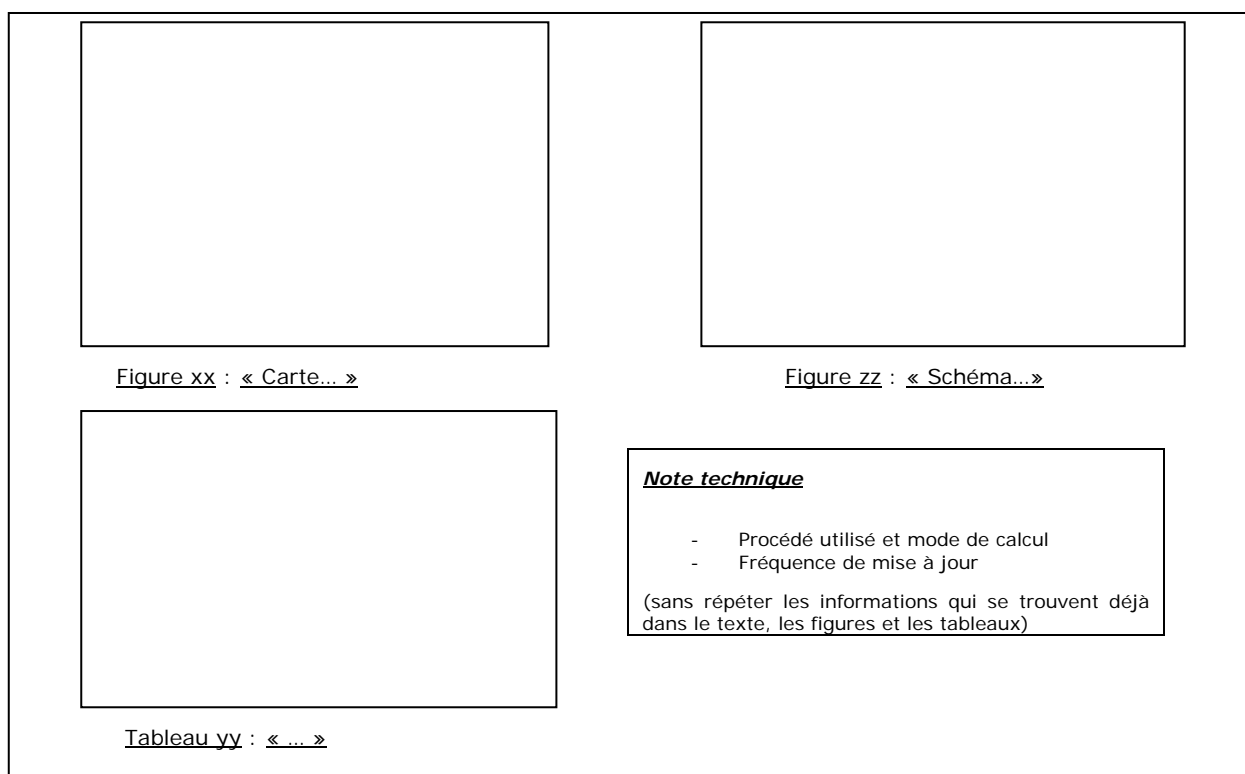 Figure xx : « Carte... »
Figure zz : « Schéma...»
Note technique
- Procédé utilisé et mode de calcul
- Fréquence de mise à jour
(sans répéter les informations qui se trouvent déjà
dans le texte, les figures et les tableaux)
Tableau yy : « ... »